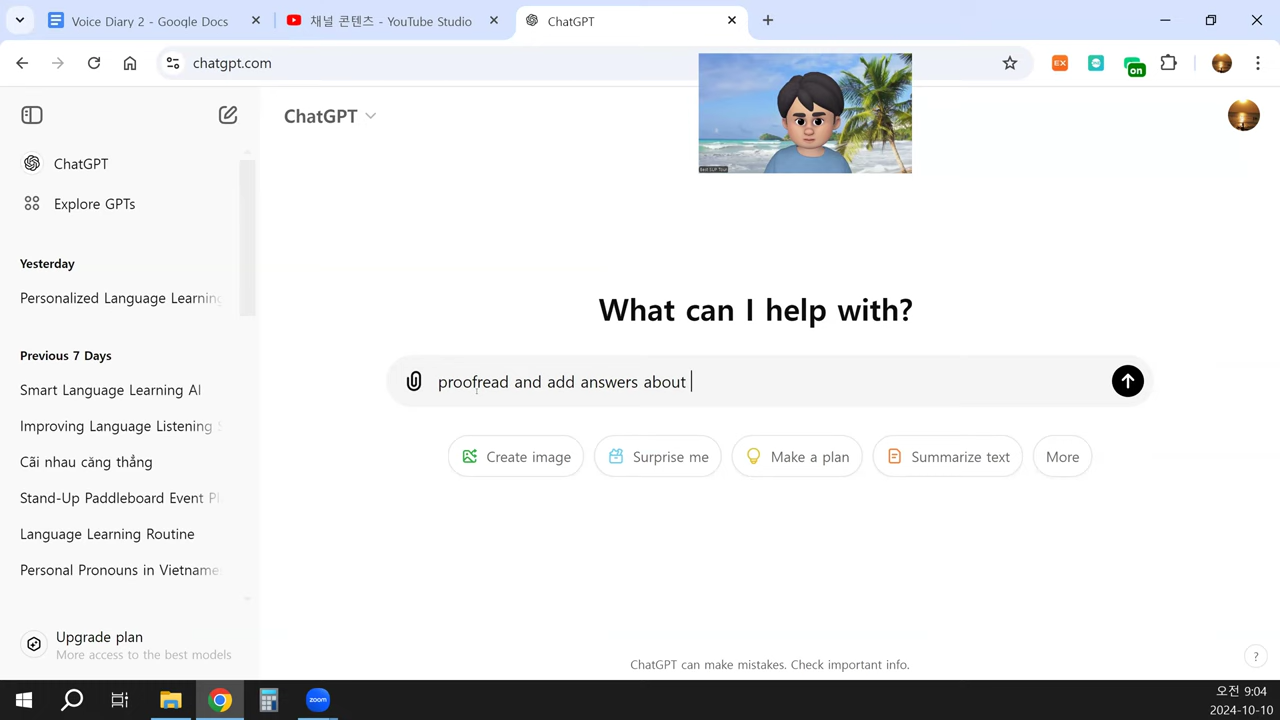 Voice Diary 2 - Google Docs
채널 콘텐츠 - YouTube Studio
ChatGPT
chatgpt.com
EX
on
ChatGPT
ChatGPT
Explore GPTs
Yesterday
Personalized Language Learning
Previous 7 Days
Smart Language Learning AI
Improving Language Listening S
Cãi nhau căng thẳng
Stand-Up Paddleboard Event Pl
Language Learning Routine
Personal Pronouns in Vietname
Upgrade plan
More access to the best models
What can I help with?
proofread and add answers about
Create image
Surprise me
Make a plan
Summarize text
More
ChatGPT can make mistakes. Check important info.
?
zoom
오전 9:04
2024-10-10